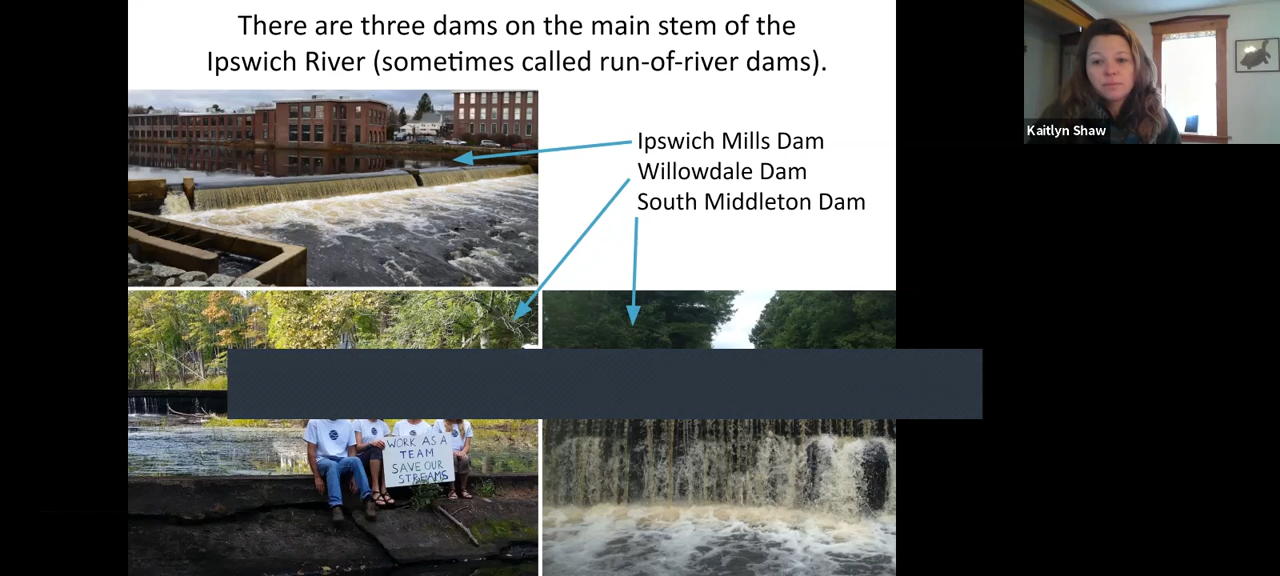 There are three dams on the main stem of the
Ipswich River (sometimes called run-of-river dams).
Ipswich Mills Dam
Willowdale Dam
South Middleton Dam
Kaitlyn Shaw
WORK AS A
TEAM
SAVE OUR
STREAMS